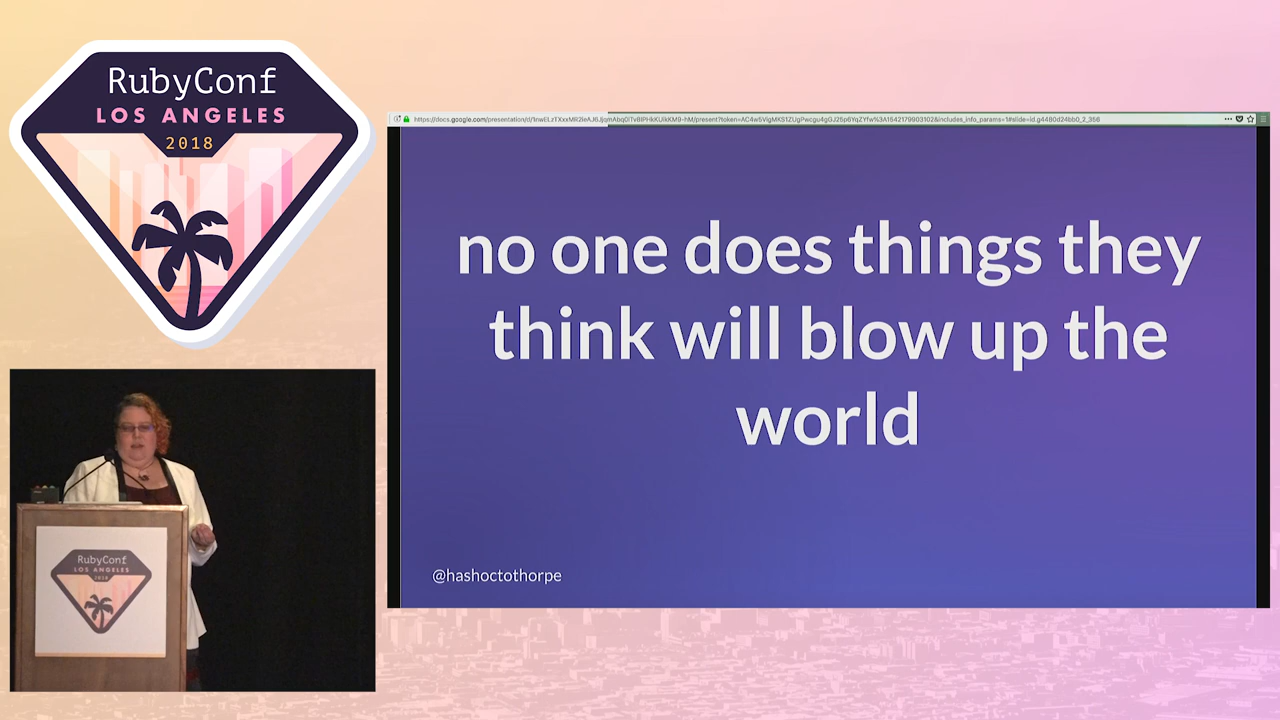 RubyConf
LOS ANGELES
2018
no one does things they
think will blow up the
world
@hashoctothorpe
RubyConf
LOS ANGELES
2018